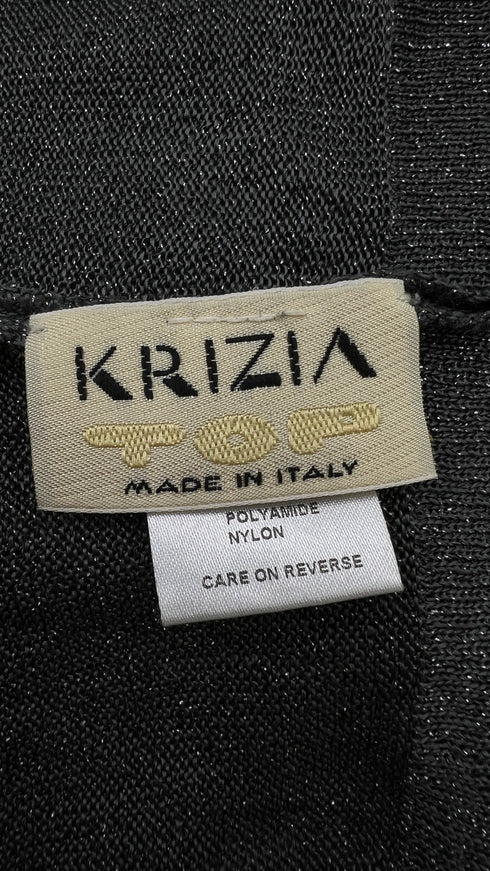 KRIZIA
TOP
MADE IN ITALY
POLYAMIDE
NYLON
CARE ON REVERSE